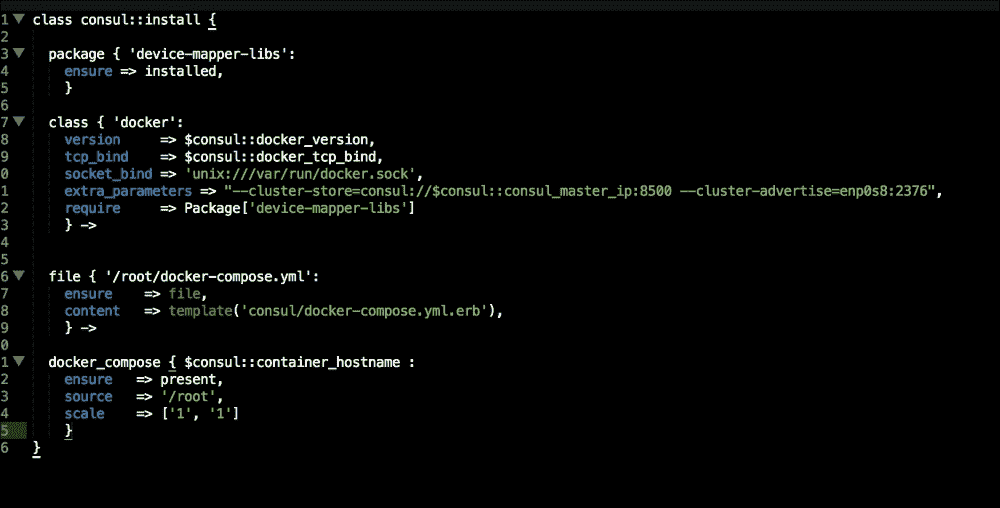 1 class consul::install {
2
3 package { 'device-mapper-libs':
4 ensure => installed,
5 }
6
7 class { 'docker':
8 version => $consul::docker_version,
9 tcp_bind => $consul::docker_tcp_bind,
0 socket_bind => 'unix:///var/run/docker.sock',
1 extra_parameters => "--cluster-store=consul://$consul::consul_master_ip:8500 --cluster-advertise=enp0s8:2376",
2 require => Package['device-mapper-libs']
3 } ->
4
5
6 file { '/root/docker-compose.yml':
7 ensure => file,
8 content => template('consul/docker-compose.yml.erb'),
9 } ->
0
1 docker_compose { $consul::container_hostname :
2 ensure => present,
3 source => '/root',
4 scale => ['1', '1']
5 }
6 }